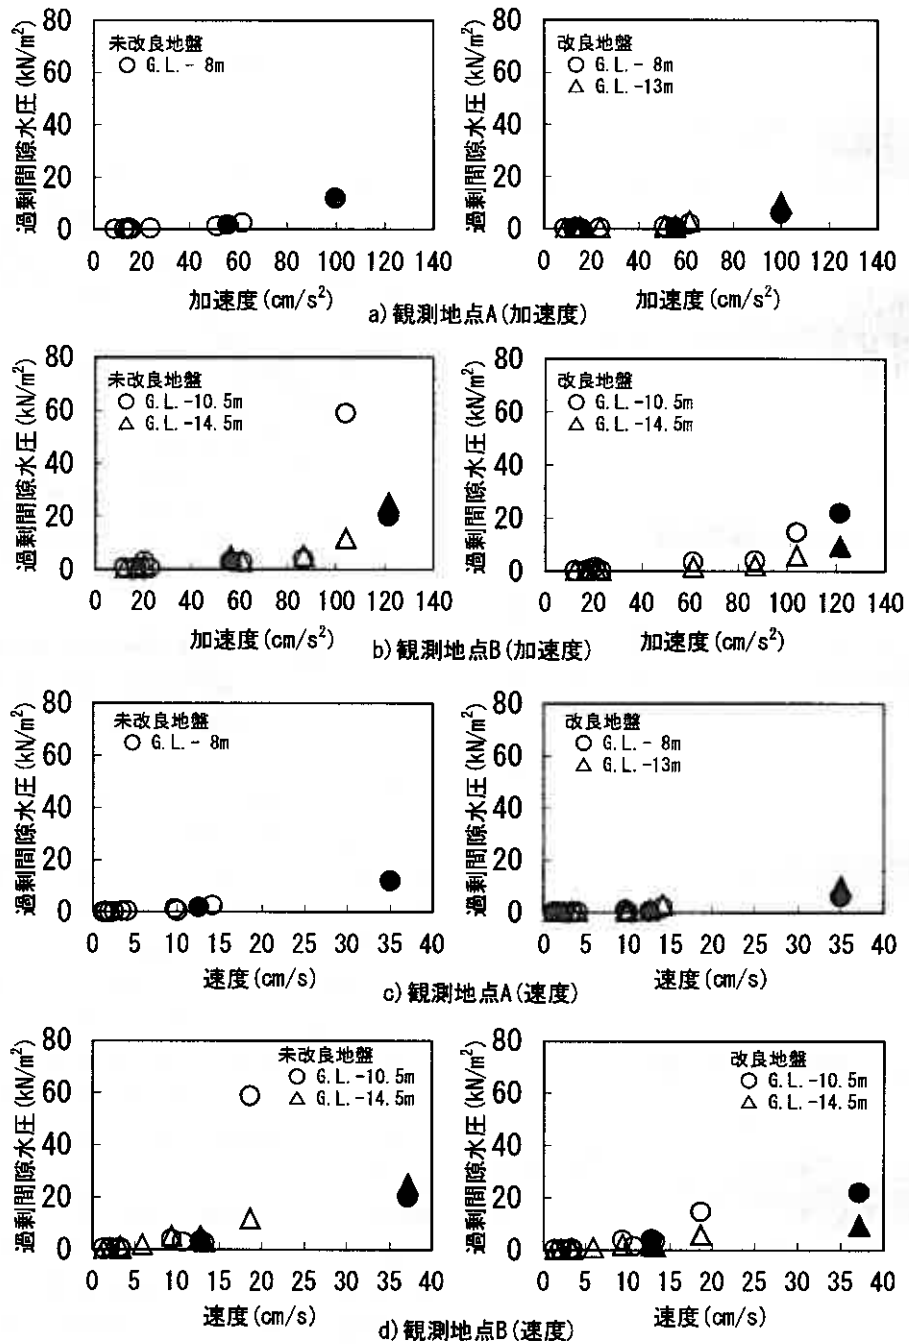 過剰間隙水圧(kN/m²)
80
60
40
20
0
未改良地盤
○ G.L.- 8m
0 20 40 60 80 100 120 140
加速度(cm/s²)
過剰間隙水圧(kN/m²)
80
60
40
20
0
改良地盤
○ G.L.- 8m
△ G.L.-13m
0 20 40 60 80 100 120 140
加速度(cm/s²)
a)観測地点A(加速度)
過剰間隙水圧(kN/m²)
80
60
40
20
0
未改良地盤
○ G.L.-10.5m
△ G.L.-14.5m
0 20 40 60 80 100 120 140
加速度(cm/s²)
過剰間隙水圧(kN/m²)
80
60
40
20
0
改良地盤
○ G.L.-10.5m
△ G.L.-14.5m
0 20 40 60 80 100 120 140
加速度(cm/s²)
b)観測地点B(加速度)
過剰間隙水圧(kN/m²)
80
60
40
20
0
未改良地盤
○ G.L.- 8m
0 5 10 15 20 25 30 35 40
速度(cm/s)
過剰間隙水圧(kN/m²)
80
60
40
20
0
改良地盤
○ G.L.- 8m
△ G.L.-13m
0 5 10 15 20 25 30 35 40
速度(cm/s)
c)観測地点A(速度)
過剰間隙水圧(kN/m²)
80
60
40
20
0
未改良地盤
○ G.L.-10.5m
△ G.L.-14.5m
0 5 10 15 20 25 30 35 40
速度(cm/s)
過剰間隙水圧(kN/m²)
80
60
40
20
0
改良地盤
○ G.L.-10.5m
△ G.L.-14.5m
0 5 10 15 20 25 30 35 40
速度(cm/s)
d)観測地点B(速度)